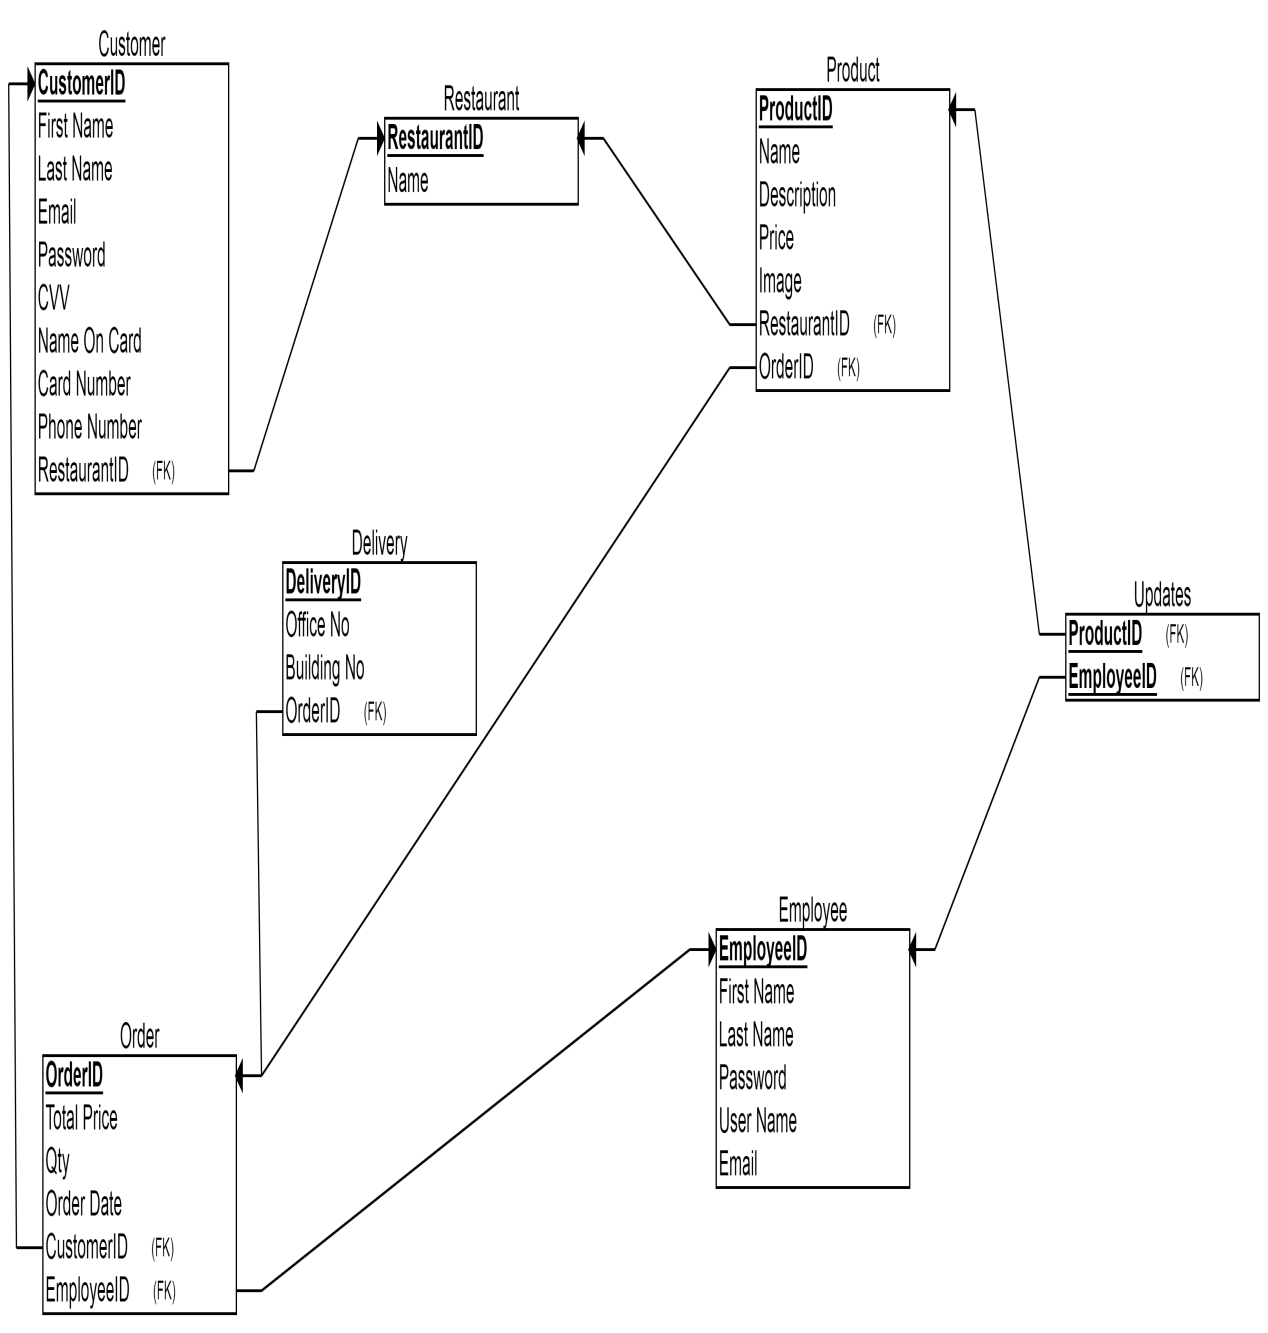 Customer
CustomerID
First Name
Last Name
Email
Password
CVV
Name On Card
Card Number
Phone Number
RestaurantID (FK)
Restaurant
RestaurantID
Name
Product
ProductID
Name
Description
Price
Image
RestaurantID (FK)
OrderID (FK)
Delivery
DeliveryID
Office No
Building No
OrderID (FK)
Updates
ProductID (FK)
EmployeeID (FK)
Employee
EmployeeID
First Name
Last Name
Password
User Name
Email
Order
OrderID
Total Price
Qty
Order Date
CustomerID (FK)
EmployeeID (FK)